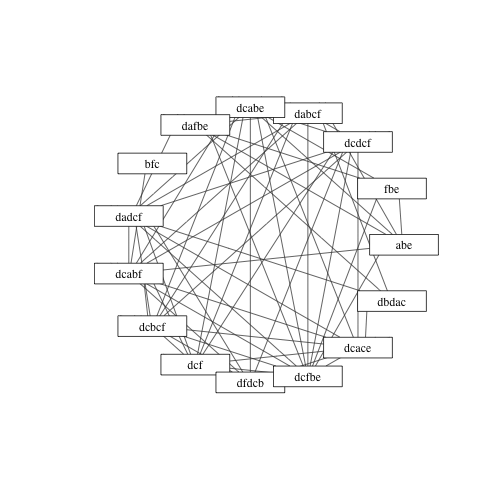 dcabe
dabcf
dafbe
dcdcf
bfc
fbe
dadcf
abe
dcabf
dbdac
dcbcf
dcace
dcf
dcfbe
dfdcb